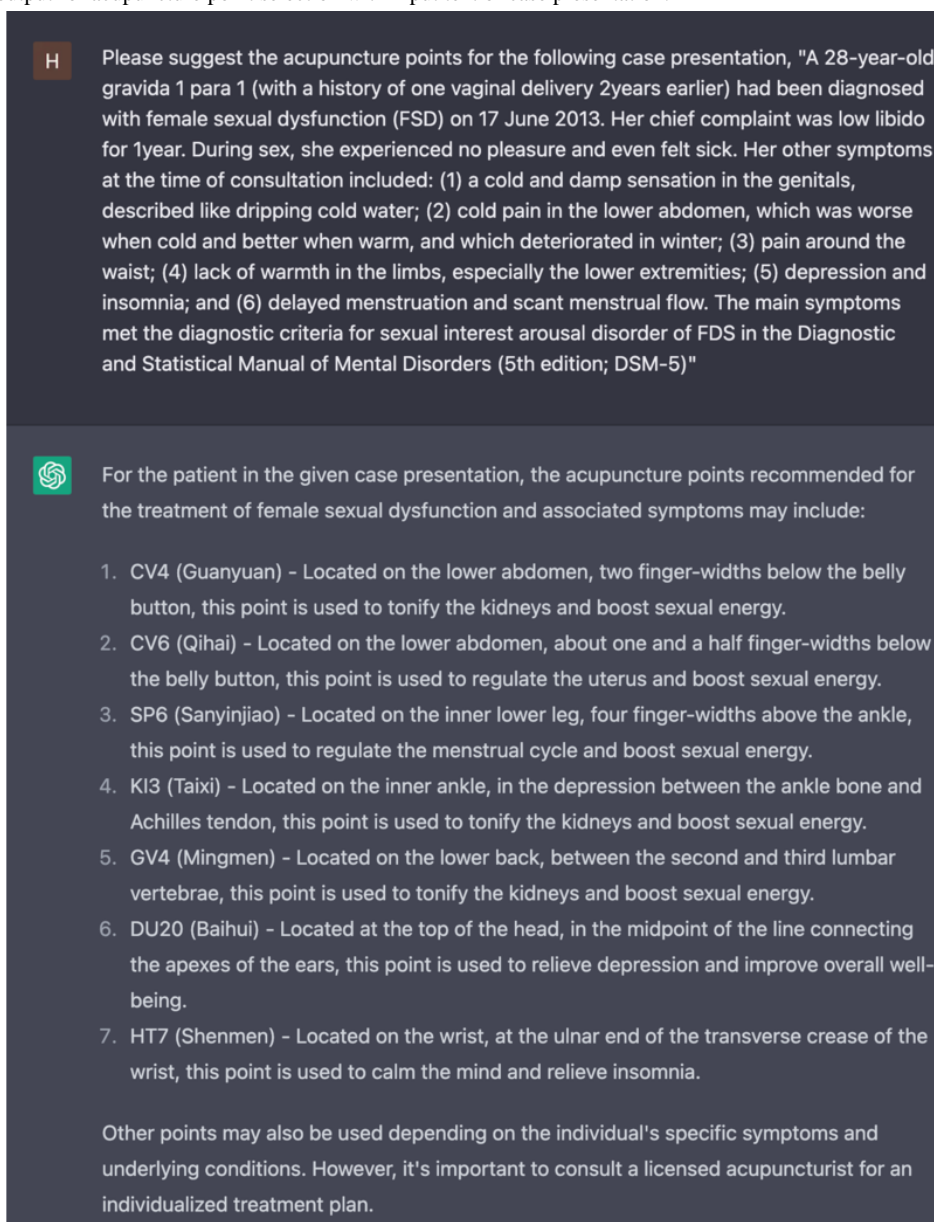 H
Please suggest the acupuncture points for the following case presentation, "A 28-year-old
gravida 1 para 1 (with a history of one vaginal delivery 2years earlier) had been diagnosed
with female sexual dysfunction (FSD) on 17 June 2013. Her chief complaint was low libido
for 1year. During sex, she experienced no pleasure and even felt sick. Her other symptoms
at the time of consultation included: (1) a cold and damp sensation in the genitals,
described like dripping cold water; (2) cold pain in the lower abdomen, which was worse
when cold and better when warm, and which deteriorated in winter; (3) pain around the
waist; (4) lack of warmth in the limbs, especially the lower extremities; (5) depression and
insomnia; and (6) delayed menstruation and scant menstrual flow. The main symptoms
met the diagnostic criteria for sexual interest arousal disorder of FDS in the Diagnostic
and Statistical Manual of Mental Disorders (5th edition; DSM-5)"
For the patient in the given case presentation, the acupuncture points recommended for
the treatment of female sexual dysfunction and associated symptoms may include:
1. CV4 (Guanyuan) - Located on the lower abdomen, two finger-widths below the belly
button, this point is used to tonify the kidneys and boost sexual energy.
2. CV6 (Qihai) - Located on the lower abdomen, about one and a half finger-widths below
the belly button, this point is used to regulate the uterus and boost sexual energy.
3. SP6 (Sanyinjiao) - Located on the inner lower leg, four finger-widths above the ankle,
this point is used to regulate the menstrual cycle and boost sexual energy.
4. KI3 (Taixi) - Located on the inner ankle, in the depression between the ankle bone and
Achilles tendon, this point is used to tonify the kidneys and boost sexual energy.
5. GV4 (Mingmen) - Located on the lower back, between the second and third lumbar
vertebrae, this point is used to tonify the kidneys and boost sexual energy.
6. DU20 (Baihui) - Located at the top of the head, in the midpoint of the line connecting
the apexes of the ears, this point is used to relieve depression and improve overall well-
being.
7. HT7 (Shenmen) - Located on the wrist, at the ulnar end of the transverse crease of the
wrist, this point is used to calm the mind and relieve insomnia.
Other points may also be used depending on the individual's specific symptoms and
underlying conditions. However, it's important to consult a licensed acupuncturist for an
individualized treatment plan.